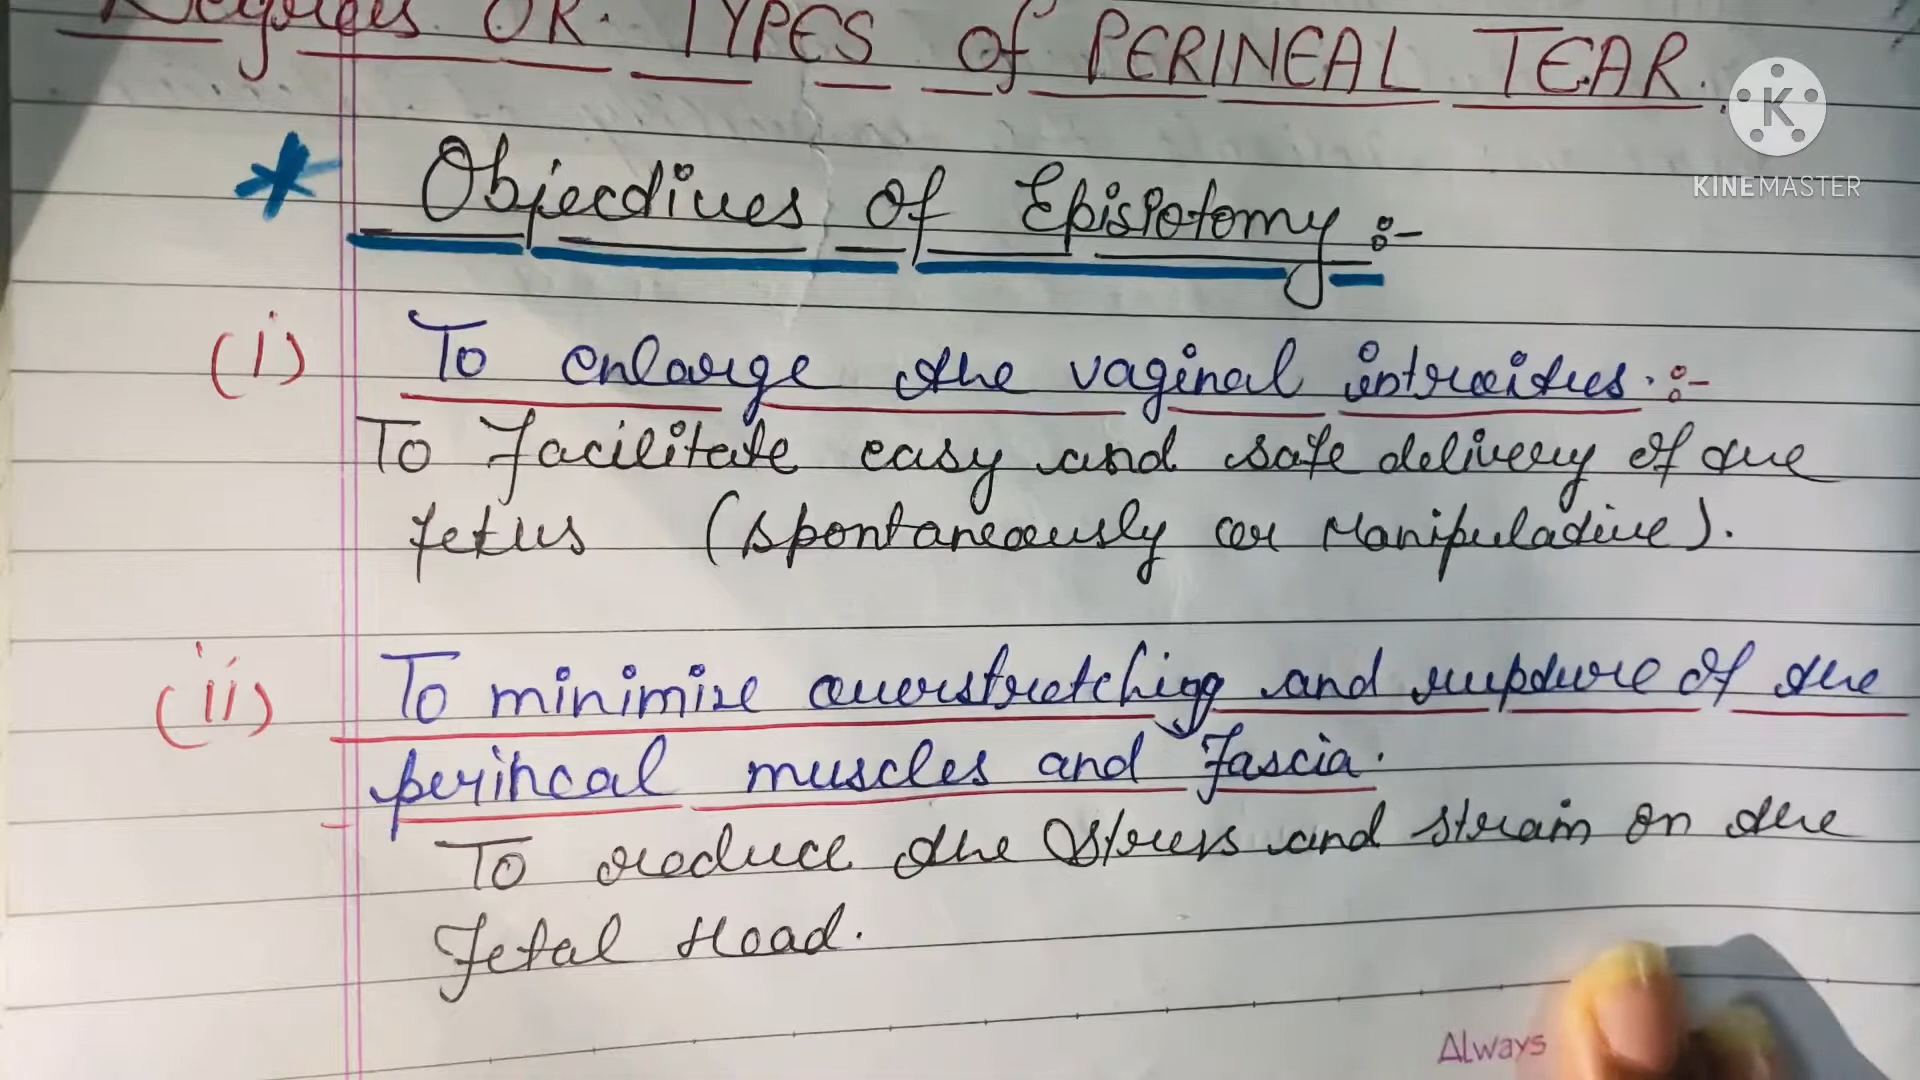 Degrees OR. TYPES of PERINEAL TEAR.
KINEMASTER
* Objectives of Episiotomy :-
(i) To enlarge the vaginal introitus. :-
To facilitate easy and safe delivery of the
fetus (spontaneously or Manipulative).
(ii) To minimize overstretching and rupture of the
perineal muscles and fascia.
To reduce the stress and strain on the
fetal Head.
Always